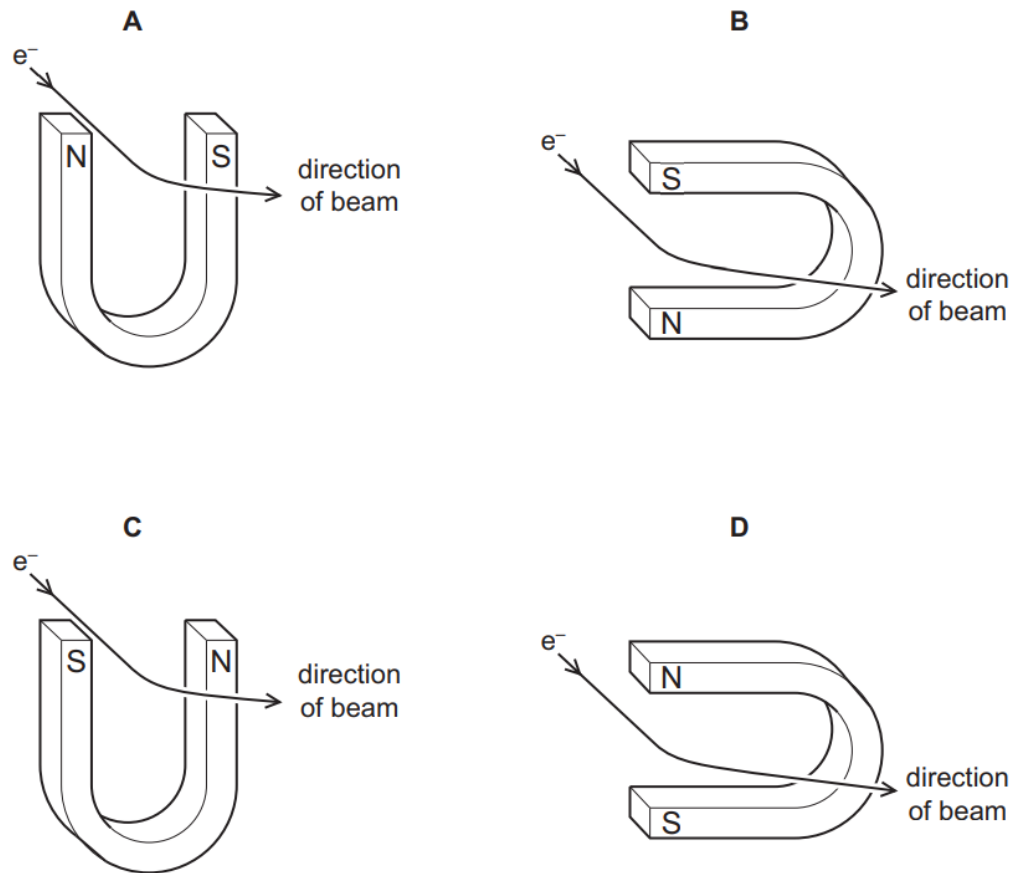 A
e⁻
N
S
direction
of beam
B
e⁻
S
N
direction
of beam
C
e⁻
S
N
direction
of beam
D
e⁻
N
S
direction
of beam